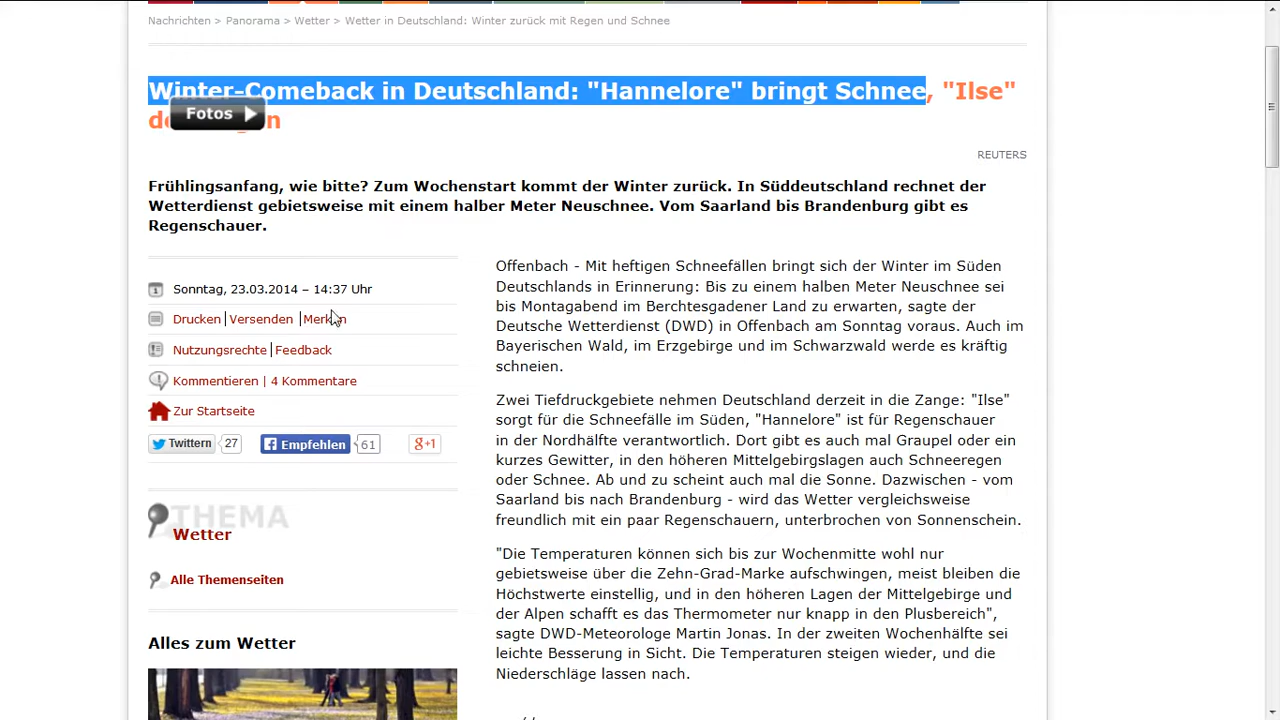 Nachrichten > Panorama > Wetter > Wetter in Deutschland: Winter zurück mit Regen und Schnee
Winter-Comeback in Deutschland: "Hannelore" bringt Schnee, "Ilse"
Fotos
REUTERS
Frühlingsanfang, wie bitte? Zum Wochenstart kommt der Winter zurück. In Süddeutschland rechnet der
Wetterdienst gebietsweise mit einem halber Meter Neuschnee. Vom Saarland bis Brandenburg gibt es
Regenschauer.
Sonntag, 23.03.2014 – 14:37 Uhr
Drucken | Versenden | Merken
Nutzungsrechte | Feedback
Kommentieren | 4 Kommentare
Zur Startseite
Twittern 27 Empfehlen 61 g+1
THEMA
Wetter
Alle Themenseiten
Alles zum Wetter
Offenbach - Mit heftigen Schneefällen bringt sich der Winter im Süden
Deutschlands in Erinnerung: Bis zu einem halben Meter Neuschnee sei
bis Montagabend im Berchtesgadener Land zu erwarten, sagte der
Deutsche Wetterdienst (DWD) in Offenbach am Sonntag voraus. Auch im
Bayerischen Wald, im Erzgebirge und im Schwarzwald werde es kräftig
schneien.
Zwei Tiefdruckgebiete nehmen Deutschland derzeit in die Zange: "Ilse"
sorgt für die Schneefälle im Süden, "Hannelore" ist für Regenschauer
in der Nordhälfte verantwortlich. Dort gibt es auch mal Graupel oder ein
kurzes Gewitter, in den höheren Mittelgebirgslagen auch Schneeregen
oder Schnee. Ab und zu scheint auch mal die Sonne. Dazwischen - vom
Saarland bis nach Brandenburg - wird das Wetter vergleichsweise
freundlich mit ein paar Regenschauern, unterbrochen von Sonnenschein.
"Die Temperaturen können sich bis zur Wochenmitte wohl nur
gebietsweise über die Zehn-Grad-Marke aufschwingen, meist bleiben die
Höchstwerte einstellig, und in den höheren Lagen der Mittelgebirge und
der Alpen schafft es das Thermometer nur knapp in den Plusbereich",
sagte DWD-Meteorologe Martin Jonas. In der zweiten Wochenhälfte sei
leichte Besserung in Sicht. Die Temperaturen steigen wieder, und die
Niederschläge lassen nach.